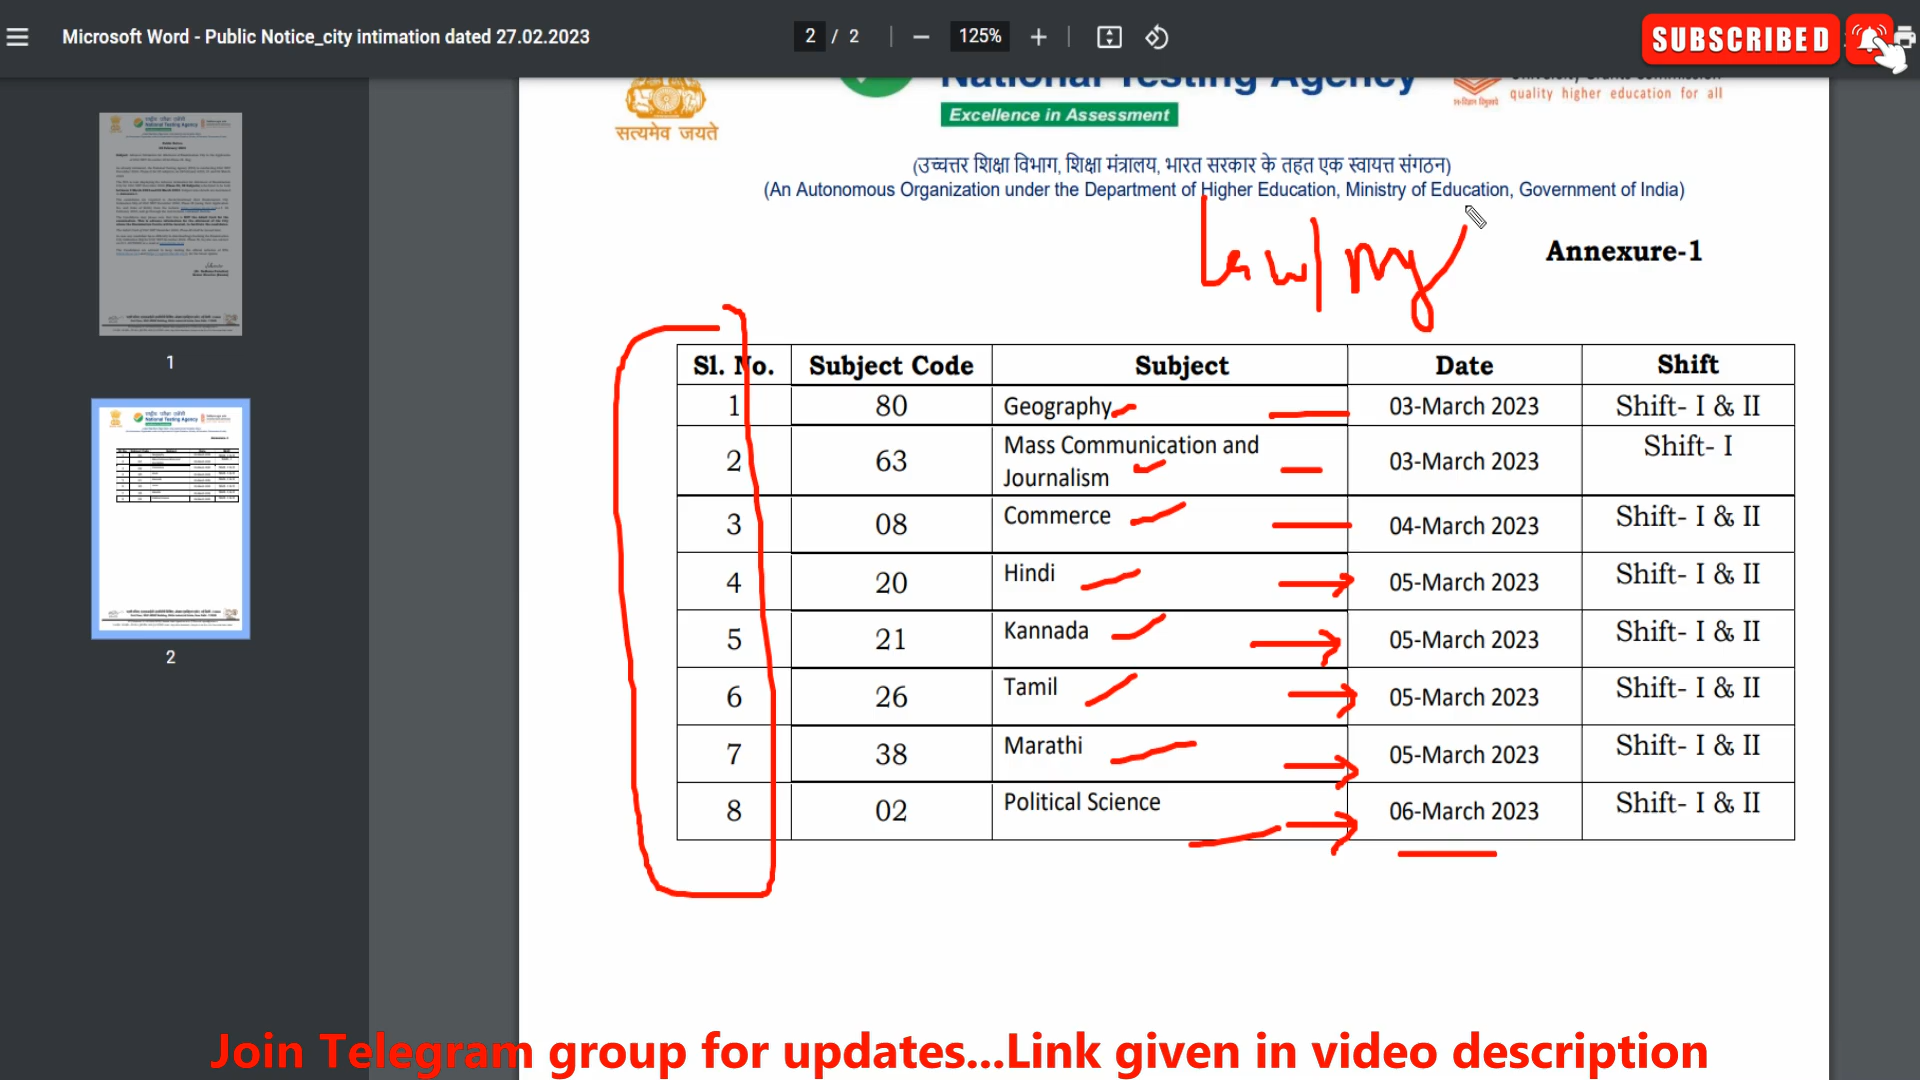 Microsoft Word - Public Notice_city intimation dated 27.02.2023
2 / 2
125%
SUBSCRIBED
National Testing Agency
Excellence in Assessment
सत्यमेव जयते
quality higher education for all
(उच्चत्तर शिक्षा विभाग, शिक्षा मंत्रालय, भारत सरकार के तहत एक स्वायत्त संगठन)
(An Autonomous Organization under the Department of Higher Education, Ministry of Education, Government of India)
Law/
Annexure-1
Sl. No. Subject Code Subject Date Shift
1 80 Geography 03-March 2023 Shift- I & II
2 63 Mass Communication and Journalism 03-March 2023 Shift- I
3 08 Commerce 04-March 2023 Shift- I & II
4 20 Hindi 05-March 2023 Shift- I & II
5 21 Kannada 05-March 2023 Shift- I & II
6 26 Tamil 05-March 2023 Shift- I & II
7 38 Marathi 05-March 2023 Shift- I & II
8 02 Political Science 06-March 2023 Shift- I & II
1
2
Join Telegram group for updates...Link given in video description